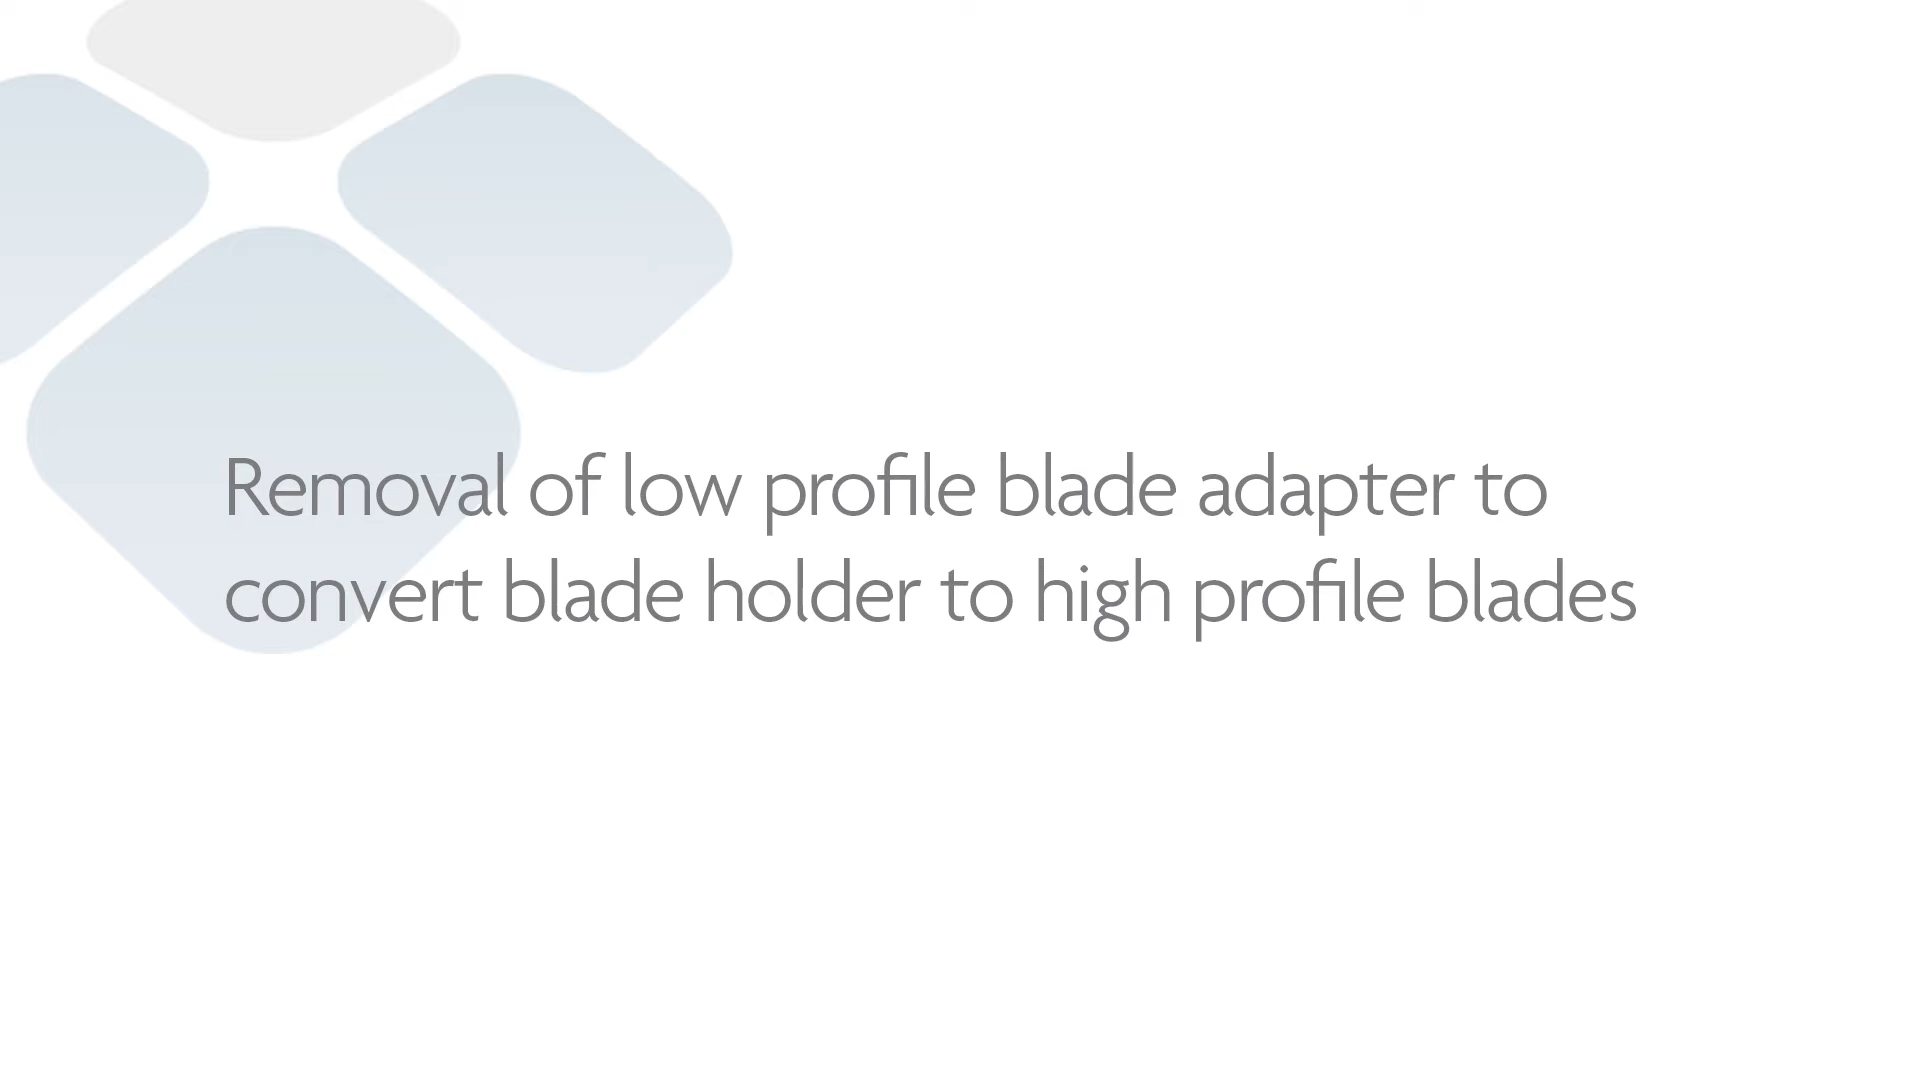 Removal of low profile blade adapter to
convert blade holder to high profile blades